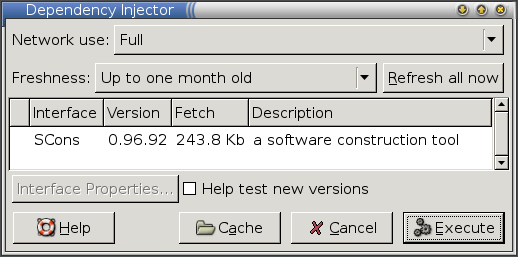 Dependency Injector
Network use: Full
Freshness: Up to one month old Refresh all now
Interface Version Fetch Description
SCons 0.96.92 243.8 Kb a software construction tool
Interface Properties... Help test new versions
Help Cache Cancel Execute